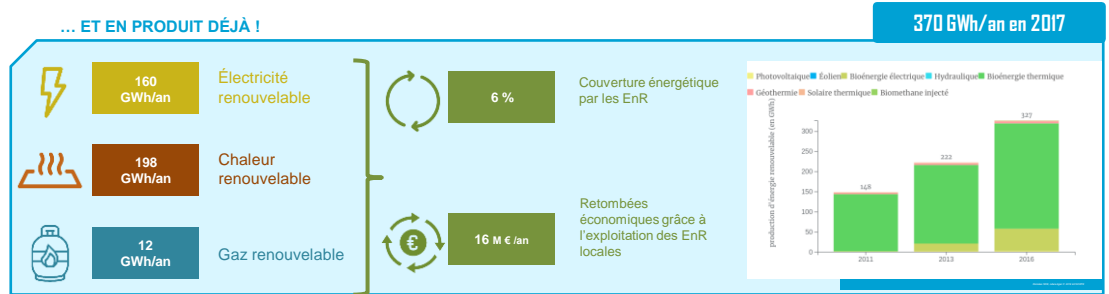 … ET EN PRODUIT DÉJÀ !
370 GWh/an en 2017
160
GWh/an
Électricité
renouvelable
198
GWh/an
Chaleur
renouvelable
12
GWh/an
Gaz renouvelable
6 %
Couverture énergétique
par les EnR
€
16 M € /an
Retombées
économiques grâce à
l'exploitation des EnR
locales
Photovoltaique Éolien Bioénergie électrique Hydraulique Bioénergie thermique
Géothermie Solaire thermique Biomethane injecté
production d'énergie renouvelable (en GWh)
300
250
200
150
100
50
0
148
222
327
2011
2013
2016